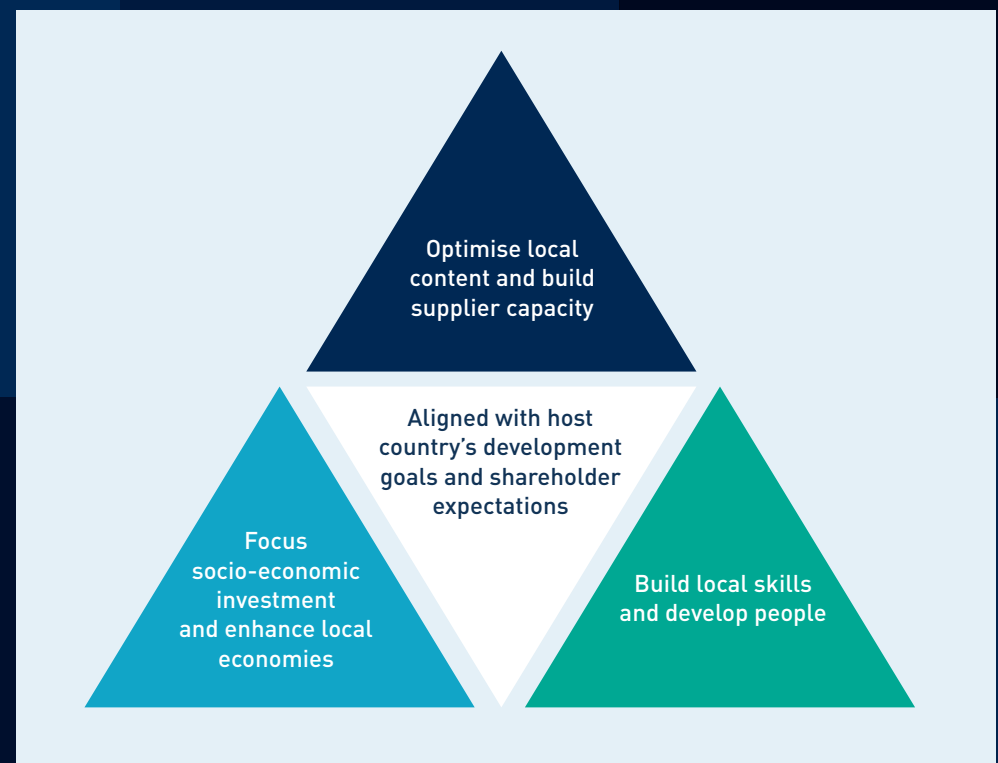 Optimise local
content and build
supplier capacity
Aligned with host
country's development
goals and shareholder
expectations
Focus
socio-economic
investment
and enhance local
economies
Build local skills
and develop people